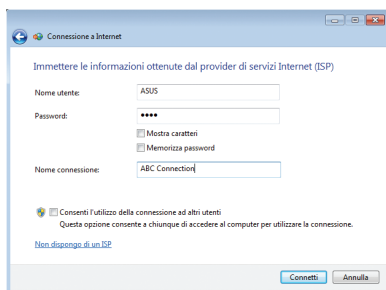 Connessione a Internet
Immettere le informazioni ottenute dal provider di servizi Internet (ISP)
Nome utente: ASUS
Password: ••••
Mostra caratteri
Memorizza password
Nome connessione: ABC Connection
Consenti l'utilizzo della connessione ad altri utenti
Questa opzione consente a chiunque di accedere al computer per utilizzare la connessione.
Non dispongo di un ISP
Connetti Annulla